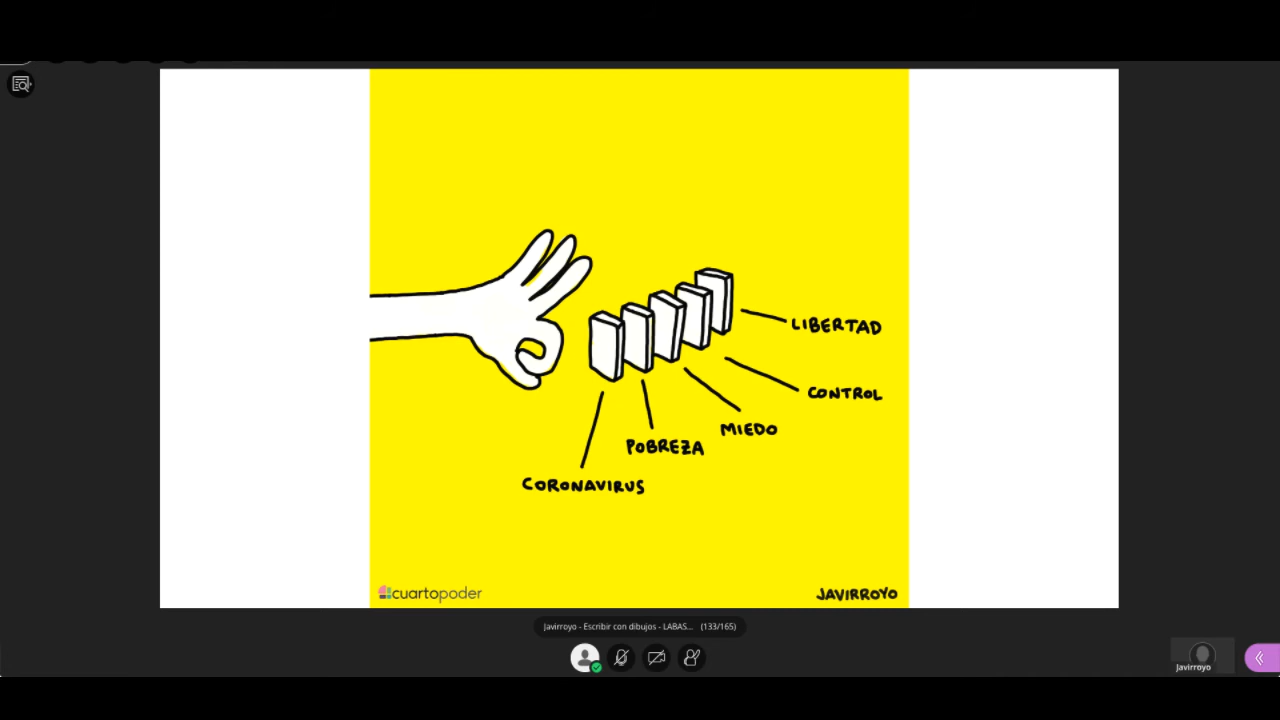 LIBERTAD
CONTROL
MIEDO
POBREZA
CORONAVIRUS
cuartopoder
JAVIRROYO
Javirroyo - Escribir con dibujos - LABAS... (133/165)
Javirroyo